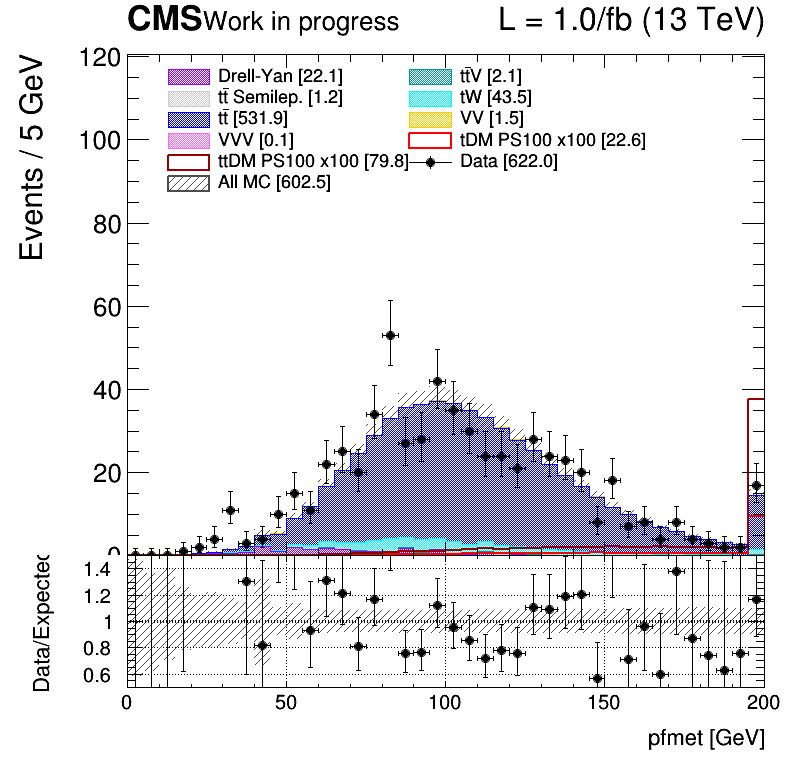 CMS Work in progress L = 1.0/fb (13 TeV)
Events / 5 GeV
120
100
80
60
40
20
0
Drell-Yan [22.1] tt̄V [2.1]
tt̄ Semilep. [1.2] tW [43.5]
tt̄ [531.9] VV [1.5]
VVV [0.1] tDM PS100 x100 [22.6]
ttDM PS100 x100 [79.8] Data [622.0]
All MC [602.5]
Data/Expected
1.4
1.2
1
0.8
0.6
0 50 100 150 200
pfmet [GeV]